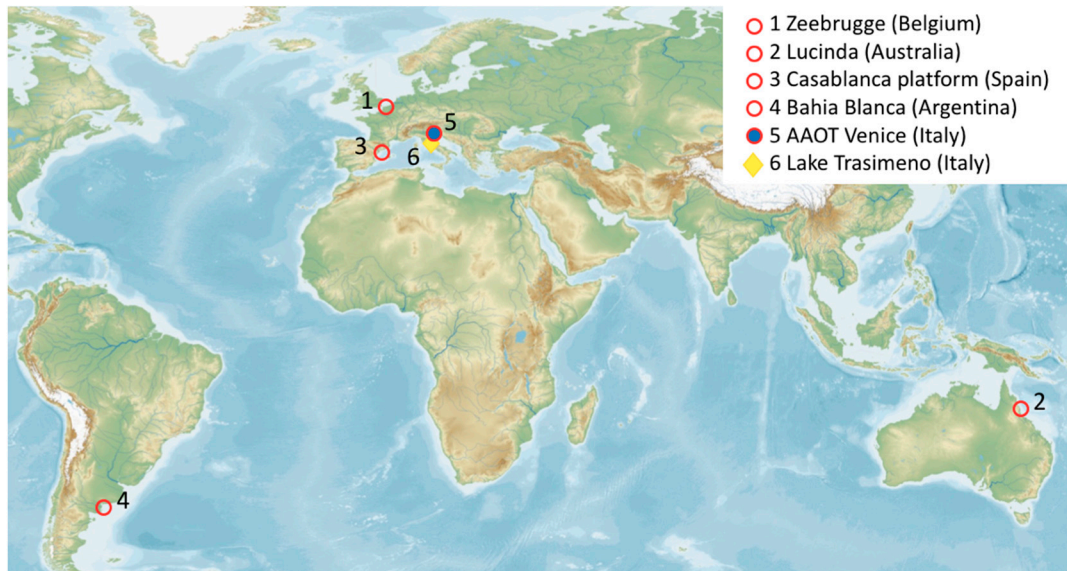 1 Zeebrugge (Belgium)
2 Lucinda (Australia)
3 Casablanca platform (Spain)
4 Bahia Blanca (Argentina)
5 AAOT Venice (Italy)
6 Lake Trasimeno (Italy)
1
5
3
6
2
4